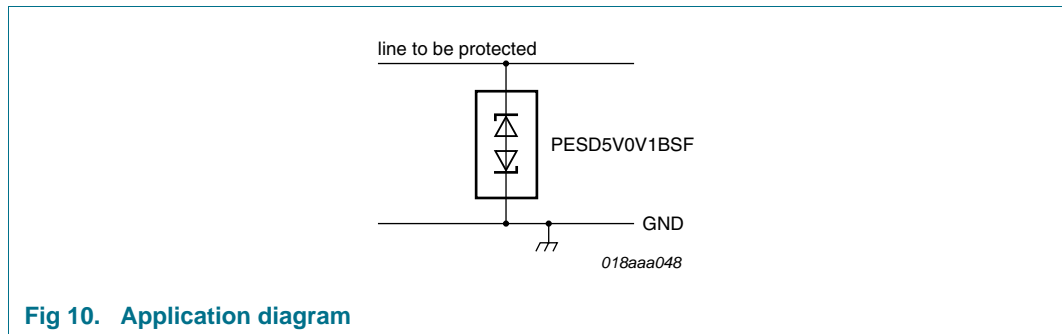 line to be protected
PESD5V0V1BSF
GND
018aaa048
Fig 10. Application diagram